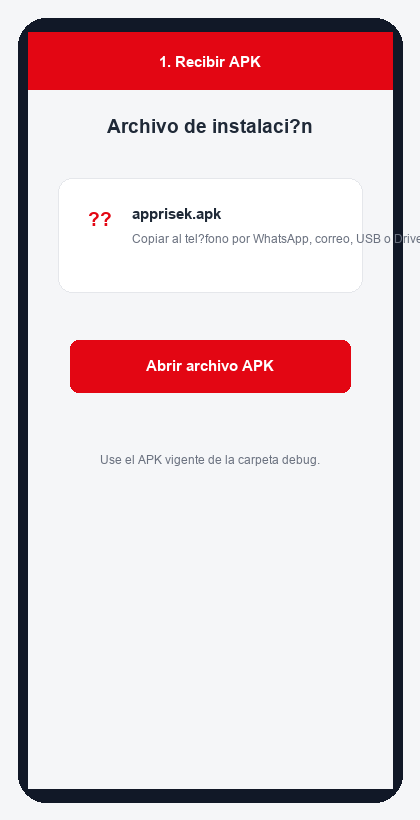 1. Recibir APK
Archivo de instalaci?n
??
apprisek.apk
Copiar al tel?fono por WhatsApp, correo, USB o Drive
Abrir archivo APK
Use el APK vigente de la carpeta debug.